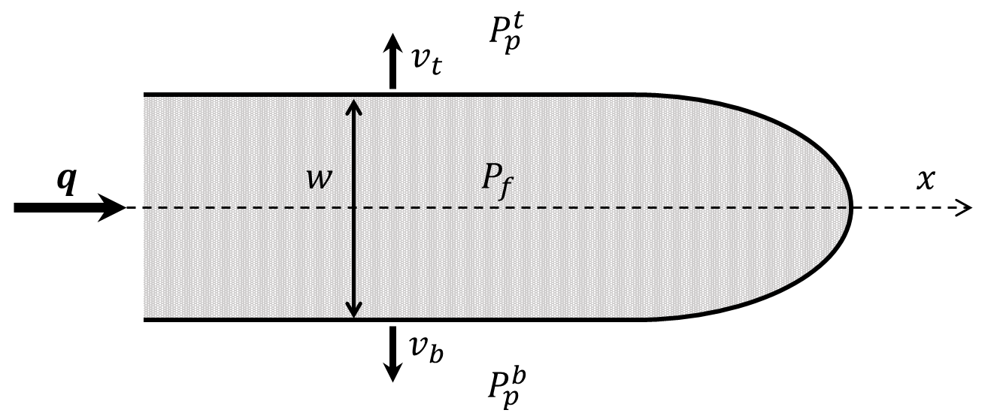 P_p^t
v_t
q
w
P_f
x
v_b
P_p^b